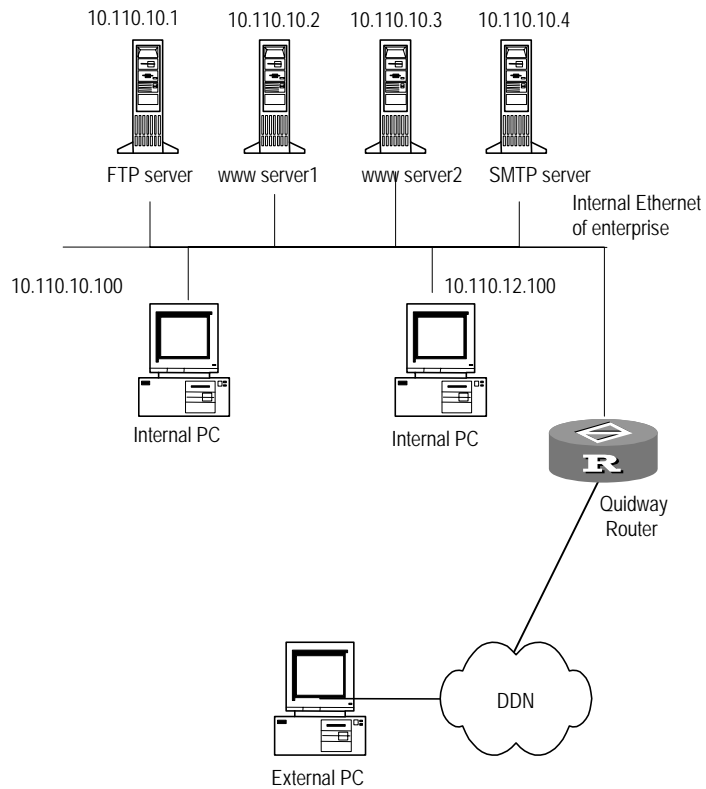 10.110.10.1
10.110.10.2
10.110.10.3
10.110.10.4
FTP server
www server1
www server2
SMTP server
Internal Ethernet
of enterprise
10.110.10.100
10.110.12.100
Internal PC
Internal PC
R
Quidway
Router
DDN
External PC